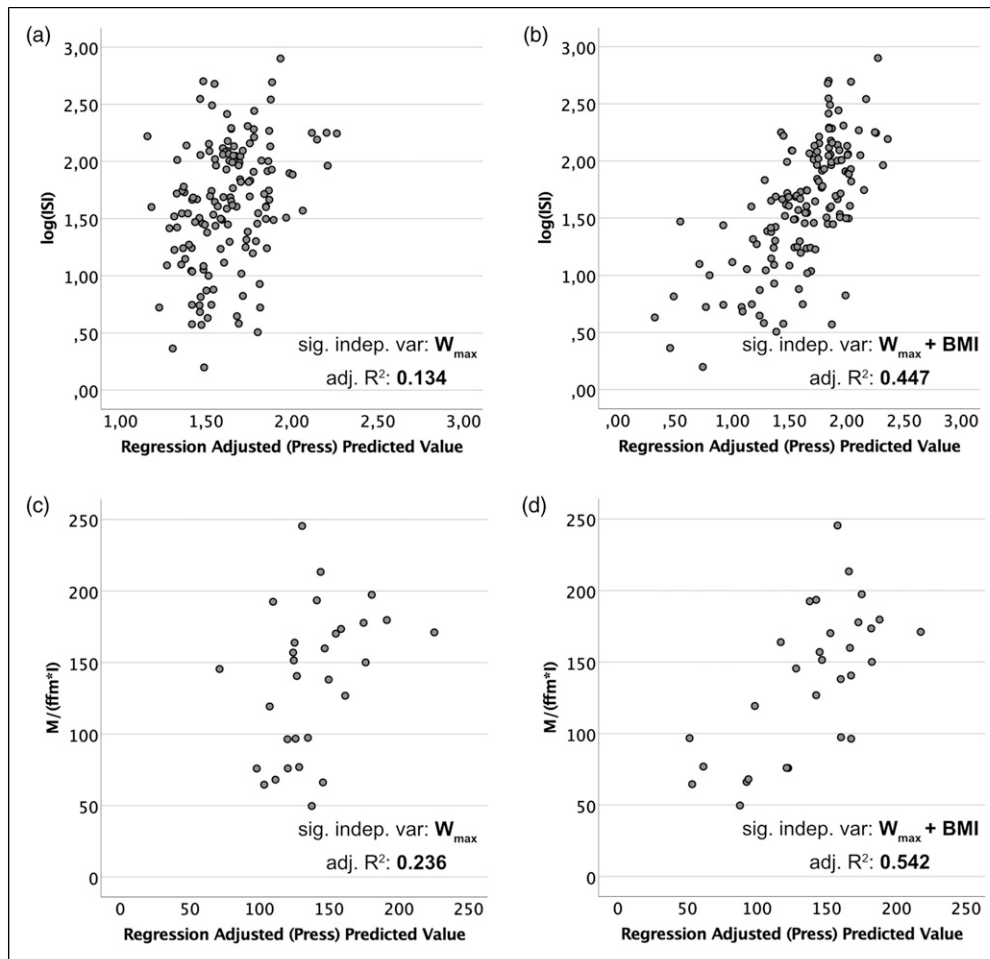 (a)
3,00
2,50
2,00
1,50
1,00
,50
,00
log(ISI)
sig. indep. var: Wmax
adj. R²: 0.134
1,00 1,50 2,00 2,50 3,00
Regression Adjusted (Press) Predicted Value
(b)
3,00
2,50
2,00
1,50
1,00
,50
,00
log(ISI)
sig. indep. var: Wmax + BMI
adj. R²: 0.447
,00 ,50 1,00 1,50 2,00 2,50 3,00
Regression Adjusted (Press) Predicted Value
(c)
250
200
150
100
50
0
M/(ffm*I)
sig. indep. var: Wmax
adj. R²: 0.236
0 50 100 150 200 250
Regression Adjusted (Press) Predicted Value
(d)
250
200
150
100
50
0
M/(ffm*I)
sig. indep. var: Wmax + BMI
adj. R²: 0.542
0 50 100 150 200 250
Regression Adjusted (Press) Predicted Value